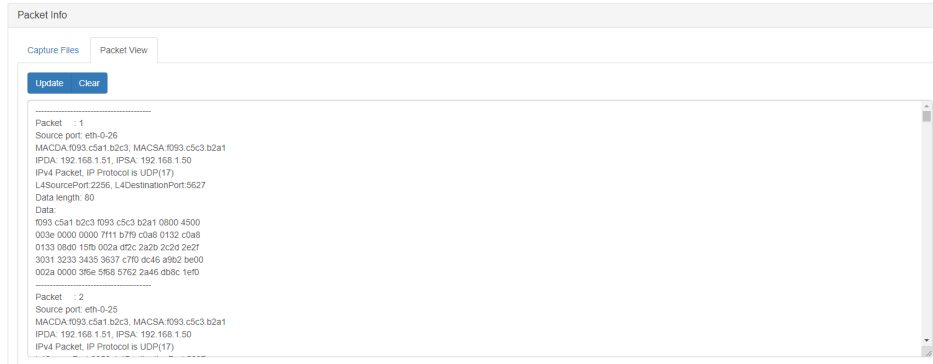 Packet Info
Capture Files Packet View
Update Clear
----------------------------------------
Packet : 1
Source port: eth-0-26
MACDA:f093.c5a1.b2c3, MACSA:f093.c5c3.b2a1
IPDA: 192.168.1.51, IPSA: 192.168.1.50
IPv4 Packet, IP Protocol is UDP(17)
L4SourcePort:2256, L4DestinationPort:5627
Data length: 80
Data:
f093 c5a1 b2c3 f093 c5c3 b2a1 0800 4500
003e 0000 0000 7f11 b7f9 c0a8 0132 c0a8
0133 08d0 15fb 002a df2c 2a2b 2c2d 2e2f
3031 3233 3435 3637 c7f0 dc46 a9b2 be00
002a 0000 3f6e 5f68 5762 2a46 db8c 1ef0
----------------------------------------
Packet : 2
Source port: eth-0-25
MACDA:f093.c5a1.b2c3, MACSA:f093.c5c3.b2a1
IPDA: 192.168.1.51, IPSA: 192.168.1.50
IPv4 Packet, IP Protocol is UDP(17)